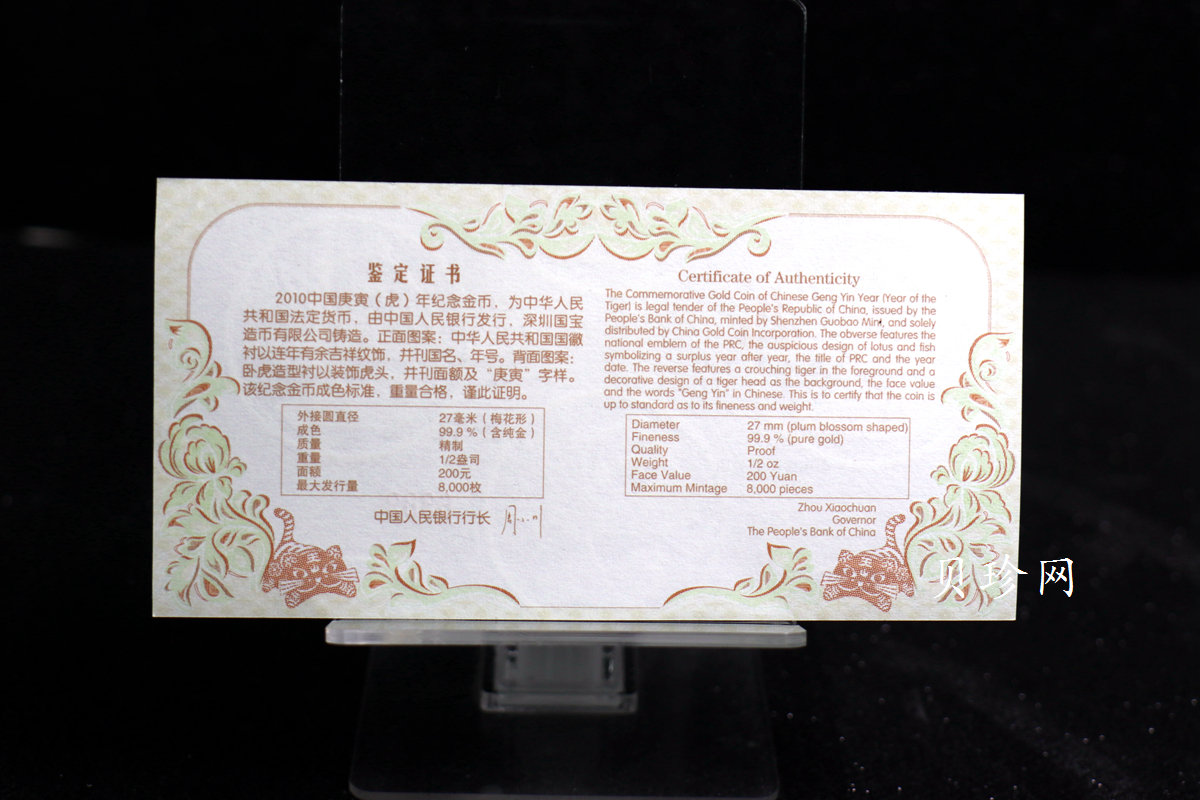 鉴定证书
2010中国庚寅（虎）年纪念金币，为中华人民
共和国法定货币，由中国人民银行发行，深圳国宝
造币有限公司铸造。正面图案：中华人民共和国国徽
衬以连年有余吉祥纹饰，并刊国名、年号。背面图案：
卧虎造型衬以装饰虎头，并刊面额及“庚寅”字样。
该纪念金币成色标准，重量合格，谨此证明。
外接圆直径 27毫米（梅花形）
成色 99.9 %（含纯金）
质量 精制
重量 1/2盎司
面额 200元
最大发行量 8,000枚
中国人民银行行长
Certificate of Authenticity
The Commemorative Gold Coin of Chinese Geng Yin Year (Year of the
Tiger) is legal tender of the People's Republic of China, issued by the
People's Bank of China, minted by Shenzhen Guobao Mint, and solely
distributed by China Gold Coin Incorporation. The obverse features the
national emblem of the PRC, the auspicious design of lotus and fish
symbolizing a surplus year after year, the title of PRC and the year
date. The reverse features a crouching tiger in the foreground and a
decorative design of a tiger head as the background, the face value
and the words "Geng Yin" in Chinese. This is to certify that the coin is
up to standard as to its fineness and weight.
Diameter 27 mm (plum blossom shaped)
Fineness 99.9 % (pure gold)
Quality Proof
Weight 1/2 oz
Face Value 200 Yuan
Maximum Mintage 8,000 pieces
Zhou Xiaochuan
Governor
The People's Bank of China
贝珍网